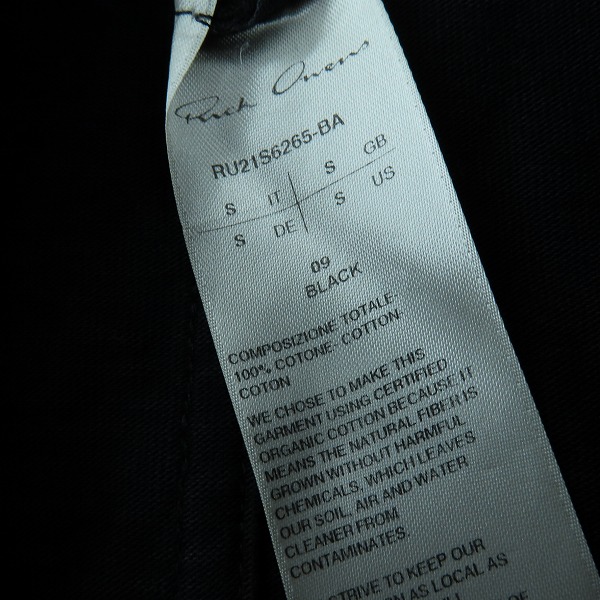 Rick Owens
RU21S6265-BA
S IT S GB
S DE S US
09
BLACK
COMPOSIZIONE TOTALE-
100% COTONE- COTTON-
COTON
WE CHOSE TO MAKE THIS
GARMENT USING CERTIFIED
ORGANIC COTTON BECAUSE IT
MEANS THE NATURAL FIBER IS
GROWN WITHOUT HARMFUL
CHEMICALS, WHICH LEAVES
OUR SOIL, AIR AND WATER
CLEANER FROM
CONTAMINATES.
STRIVE TO KEEP OUR
AS LOCAL AS
OF